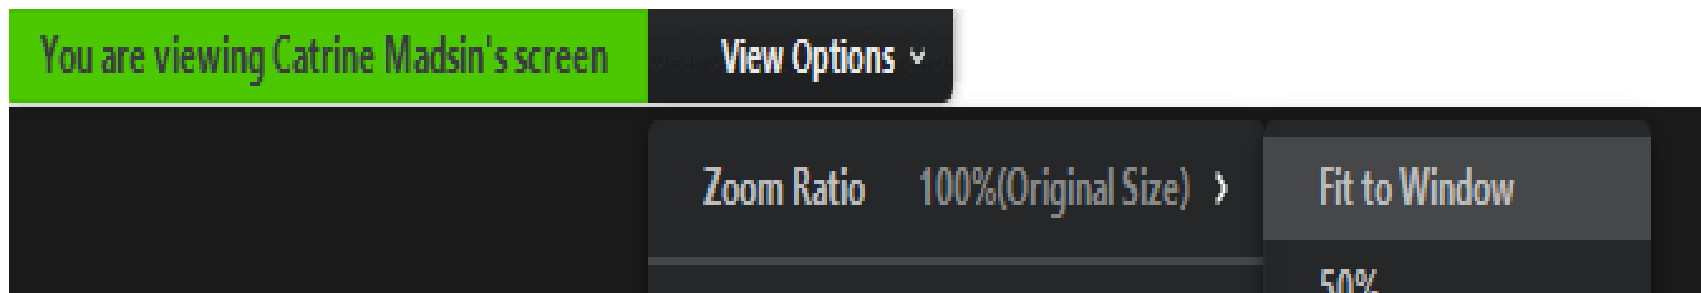 You are viewing Catrine Madsin's screen View Options
Zoom Ratio 100%(Original Size) Fit to Window
50%